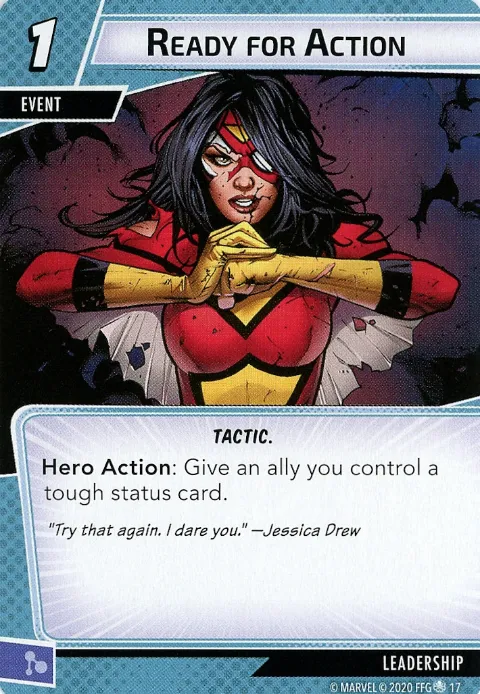 1
READY FOR ACTION
EVENT
TACTIC.
Hero Action: Give an ally you control a
tough status card.
"Try that again. I dare you." —Jessica Drew
LEADERSHIP
© MARVEL © 2020 FFG 17